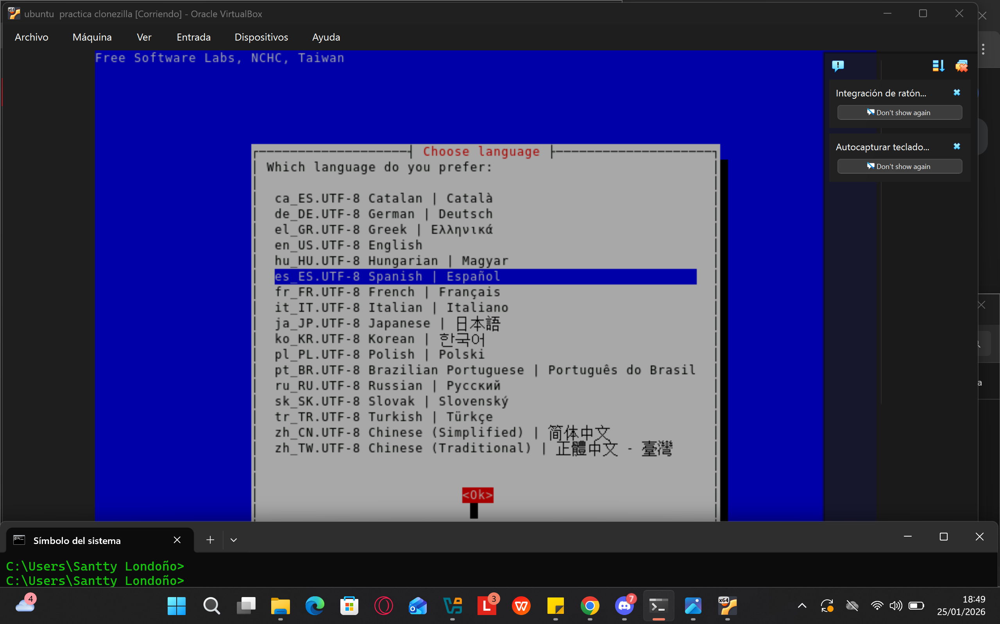 ubuntu  practica clonezilla [Corriendo] - Oracle VirtualBox
Archivo Máquina Ver Entrada Dispositivos Ayuda
Free Software Labs, NCHC, Taiwan
Integración de ratón...
Don't show again
Autocapturar teclado...
Don't show again
Choose language
Which language do you prefer:
ca_ES.UTF-8 Catalan | Català
de_DE.UTF-8 German | Deutsch
el_GR.UTF-8 Greek | Ελληνικά
en_US.UTF-8 English
hu_HU.UTF-8 Hungarian | Magyar
es_ES.UTF-8 Spanish | Español
fr_FR.UTF-8 French | Français
it_IT.UTF-8 Italian | Italiano
ja_JP.UTF-8 Japanese | 日本語
ko_KR.UTF-8 Korean | 한국어
pl_PL.UTF-8 Polish | Polski
pt_BR.UTF-8 Brazilian Portuguese | Português do Brasil
ru_RU.UTF-8 Russian | Русский
sk_SK.UTF-8 Slovak | Slovenský
tr_TR.UTF-8 Turkish | Türkçe
zh_CN.UTF-8 Chinese (Simplified) | 简体中文
zh_TW.UTF-8 Chinese (Traditional) | 正體中文 - 臺灣
<Ok>
a
Símbolo del sistema
C:\Users\Santty Londoño>
C:\Users\Santty Londoño>
4
3
7
x64
18:49
25/01/2026